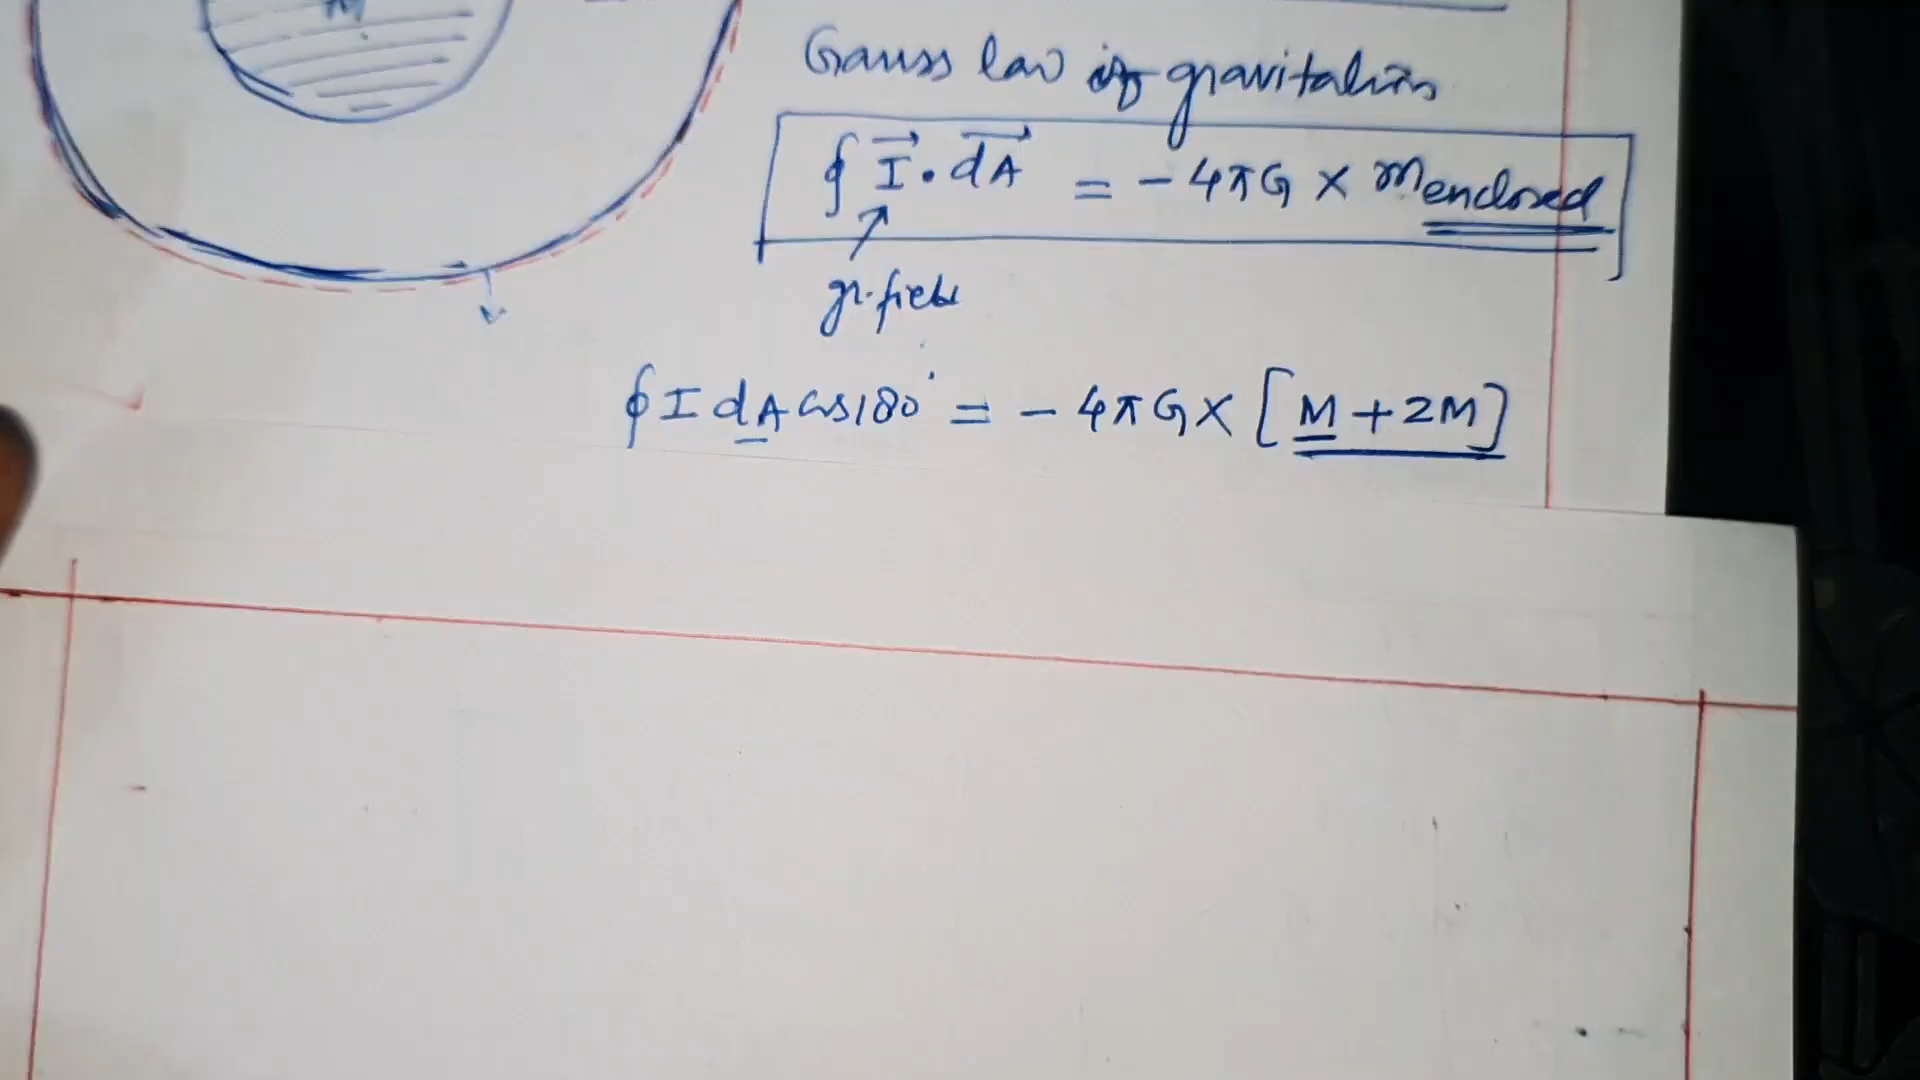 M
Gauss law of gravitation
∮ I⃗ . dA⃗ = - 4πG × Menclosed
gr. field
∮ I dA cos180° = - 4πG × [M + 2M]